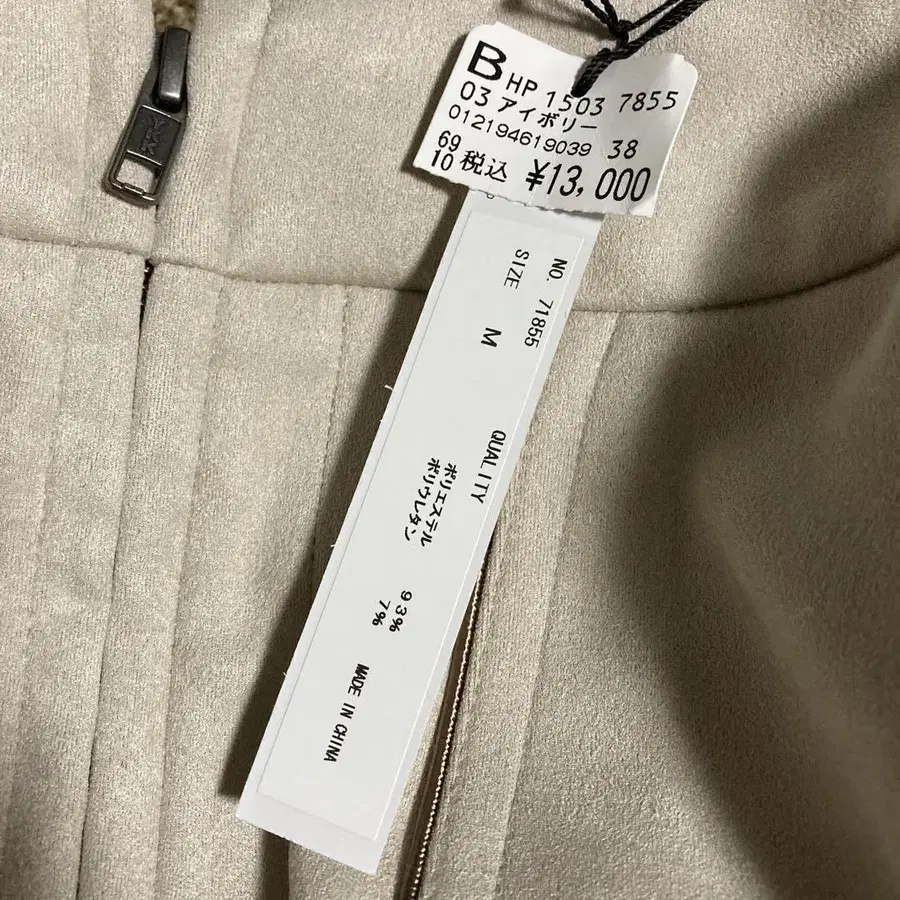 B HP 1503 7855
03 アイボリー
012194619039 38
69
10 税込 ¥13,000
NO. 71855
SIZE M
QUALITY
ポリエステル 93%
ポリウレタン 7%
MADE IN CHINA